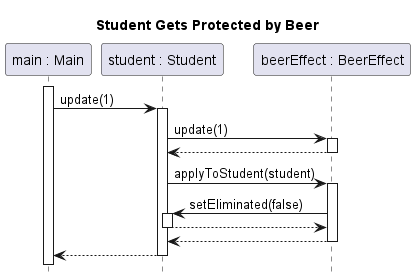 Student Gets Protected by Beer
main : Main
student : Student
beerEffect : BeerEffect
update(1)
update(1)
applyToStudent(student)
setEliminated(false)